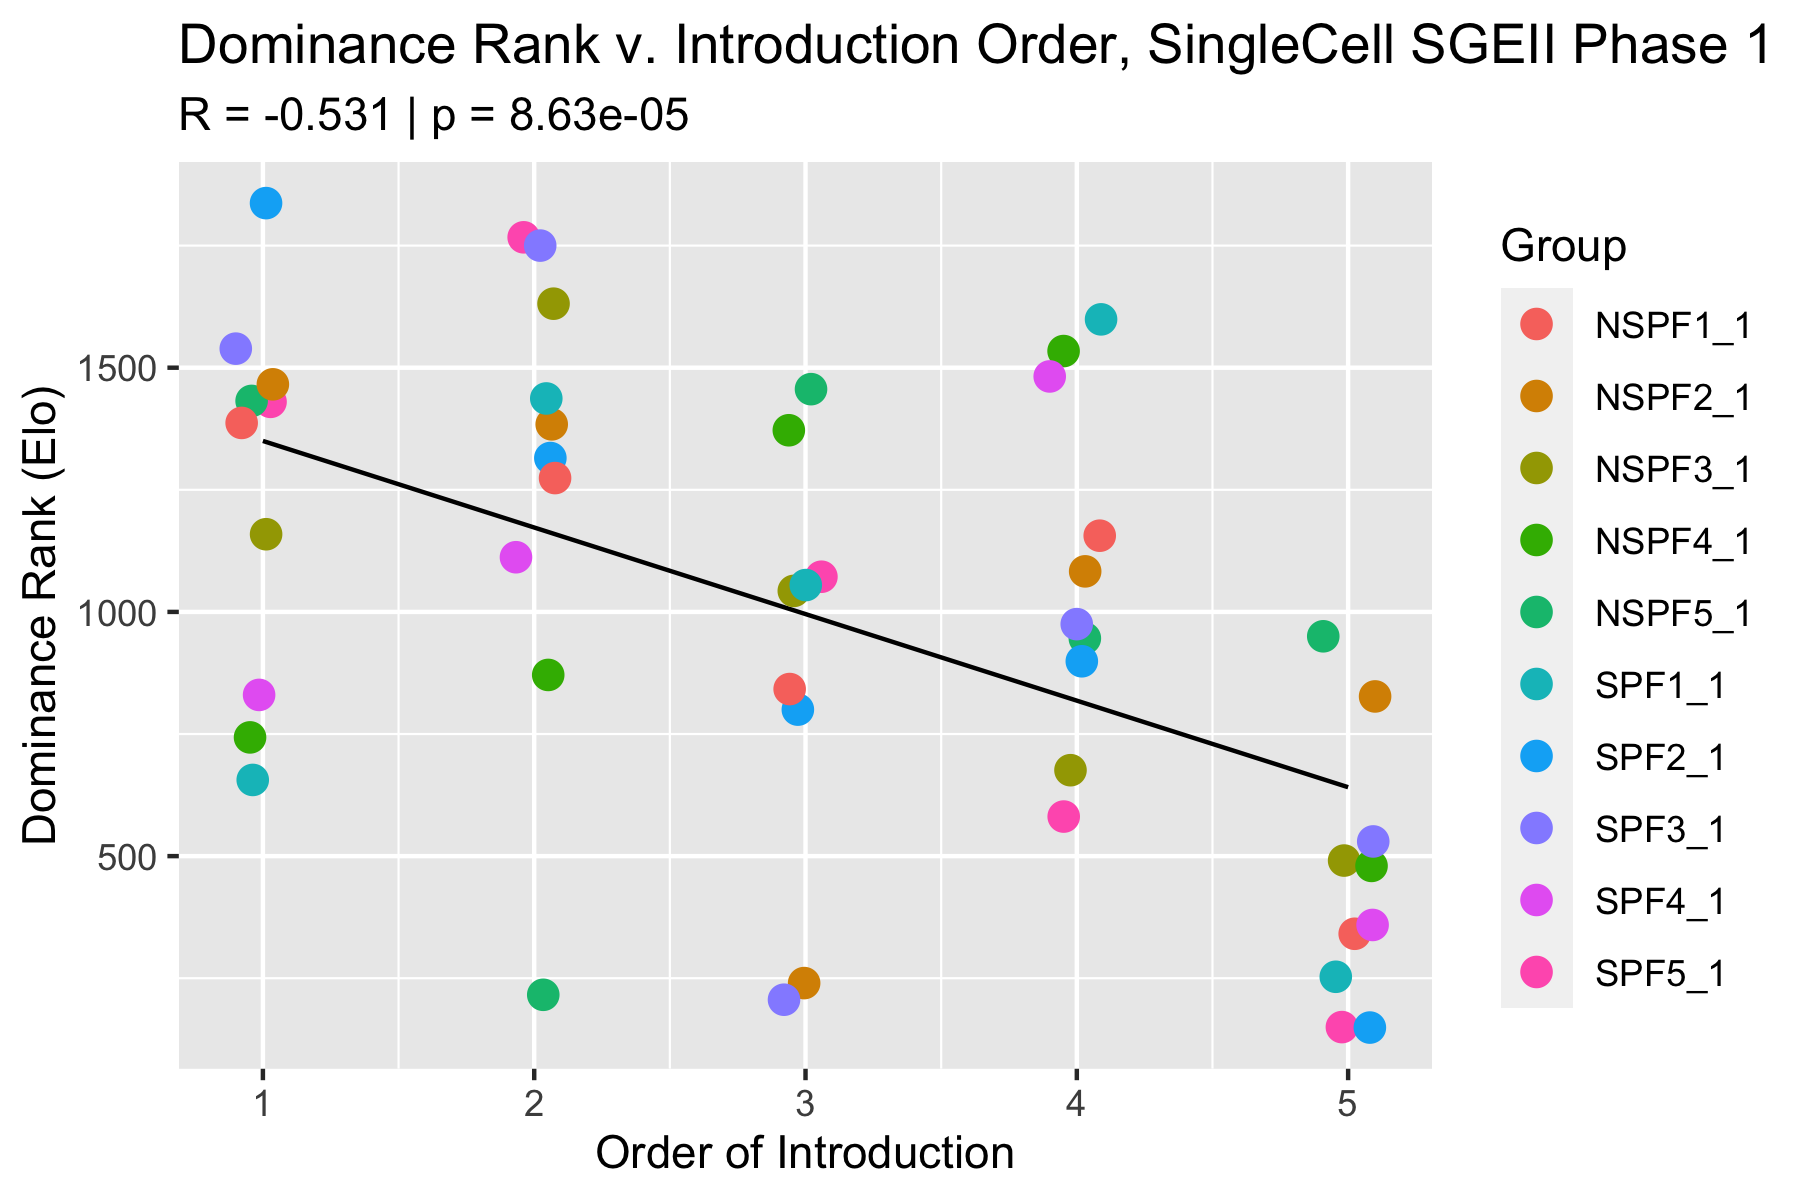 Dominance Rank v. Introduction Order, SingleCell SGEII Phase 1
R = -0.531 | p = 8.63e-05
Dominance Rank (Elo)
1500
1000
500
1 2 3 4 5
Order of Introduction
Group
NSPF1_1
NSPF2_1
NSPF3_1
NSPF4_1
NSPF5_1
SPF1_1
SPF2_1
SPF3_1
SPF4_1
SPF5_1